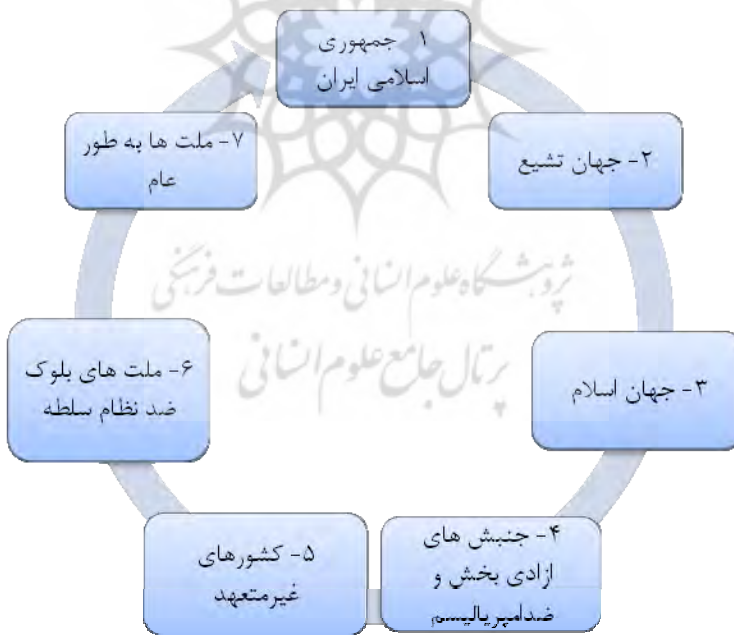 ۱ جمهوری
اسلامی ایران
۲- جهان تشیع
۳- جهان اسلام
۴- جنبش های
ازادی بخش و
ضدامپریالیسم
۵- کشورهای
غیرمتعهد
۶- ملت های بلوک
ضد نظام سلطه
۷- ملت ها به طور
عام
پژوهشگاه علوم انسانی و مطالعات فرهنگی
پرتال جامع علوم انسانی